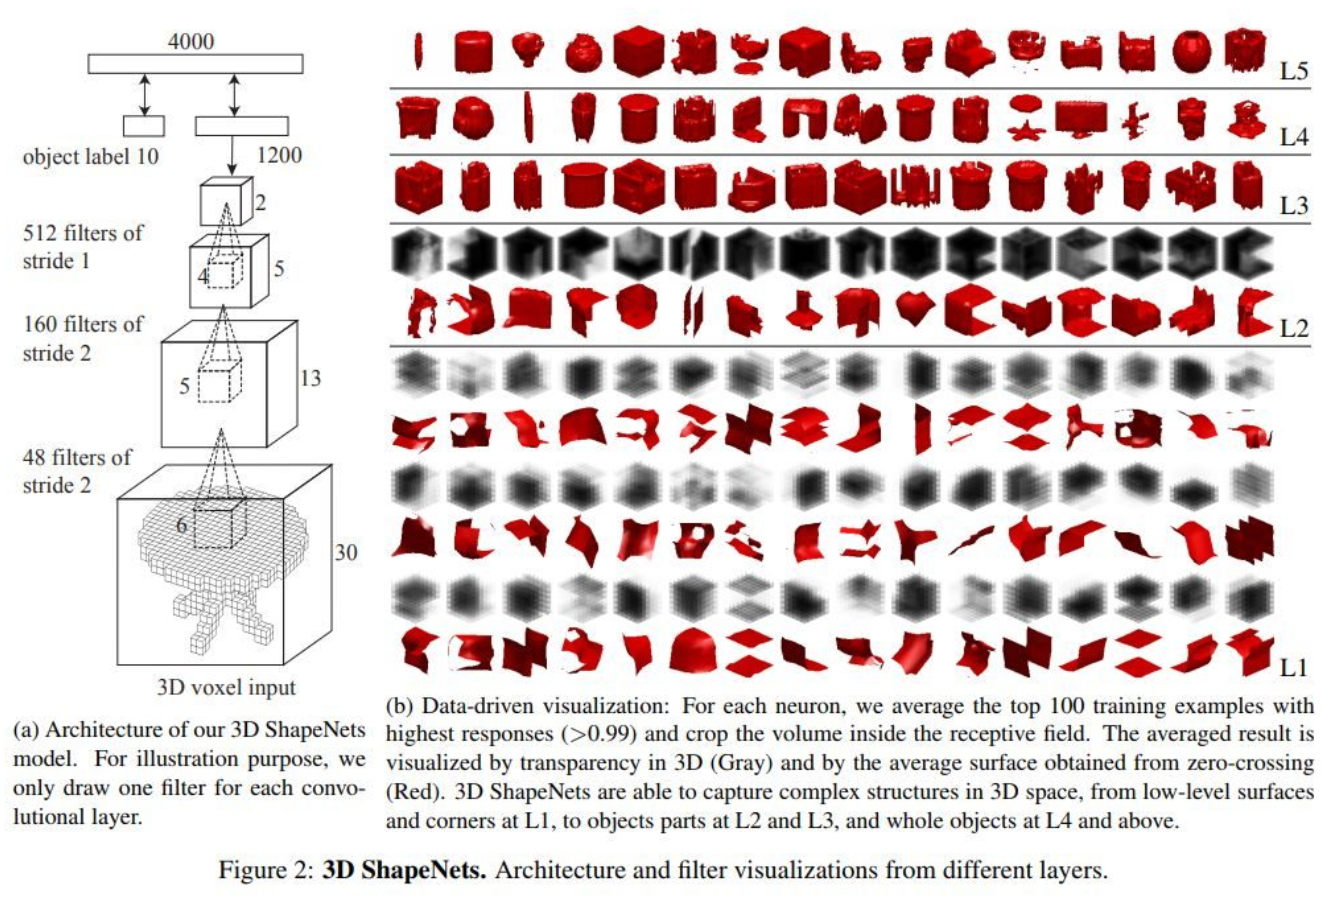 4000
object label 10
1200
2
512 filters of
stride 1
4
5
160 filters of
stride 2
5
13
48 filters of
stride 2
6
30
3D voxel input
(a) Architecture of our 3D ShapeNets
model. For illustration purpose, we
only draw one filter for each convo-
lutional layer.
L5
L4
L3
L2
L1
(b) Data-driven visualization: For each neuron, we average the top 100 training examples with
highest responses (>0.99) and crop the volume inside the receptive field. The averaged result is
visualized by transparency in 3D (Gray) and by the average surface obtained from zero-crossing
(Red). 3D ShapeNets are able to capture complex structures in 3D space, from low-level surfaces
and corners at L1, to objects parts at L2 and L3, and whole objects at L4 and above.
Figure 2: 3D ShapeNets. Architecture and filter visualizations from different layers.